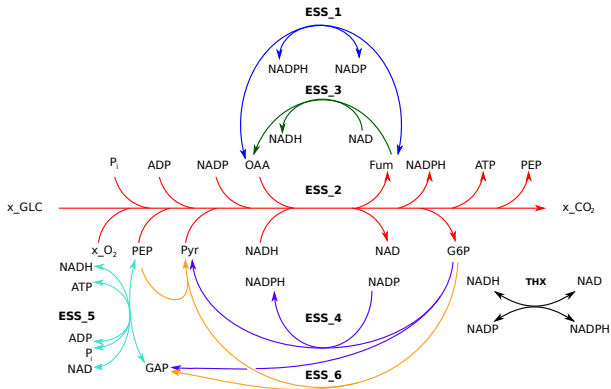 ESS_1
NADPH NADP
ESS_3
NADH NAD
Pi ADP NADP OAA Fum NADPH ATP PEP
ESS_2
x_GLC x_CO2
x_O2 PEP Pyr NADH NAD G6P
NADH NADPH NADP NADH THX NAD
ATP
ESS_5 ESS_4
NADP NADPH
ADP
Pi
NAD GAP
ESS_6